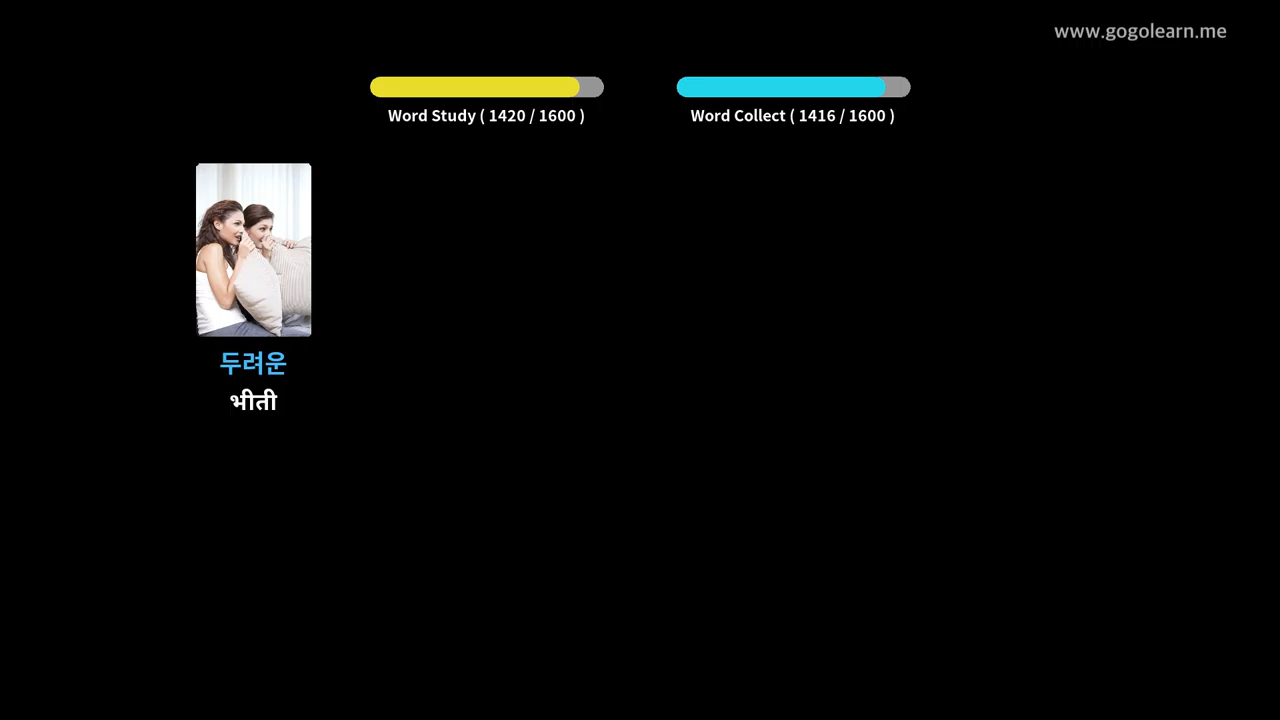 www.gogolearn.me
Word Study ( 1420 / 1600 )
Word Collect ( 1416 / 1600 )
두려운
भीती